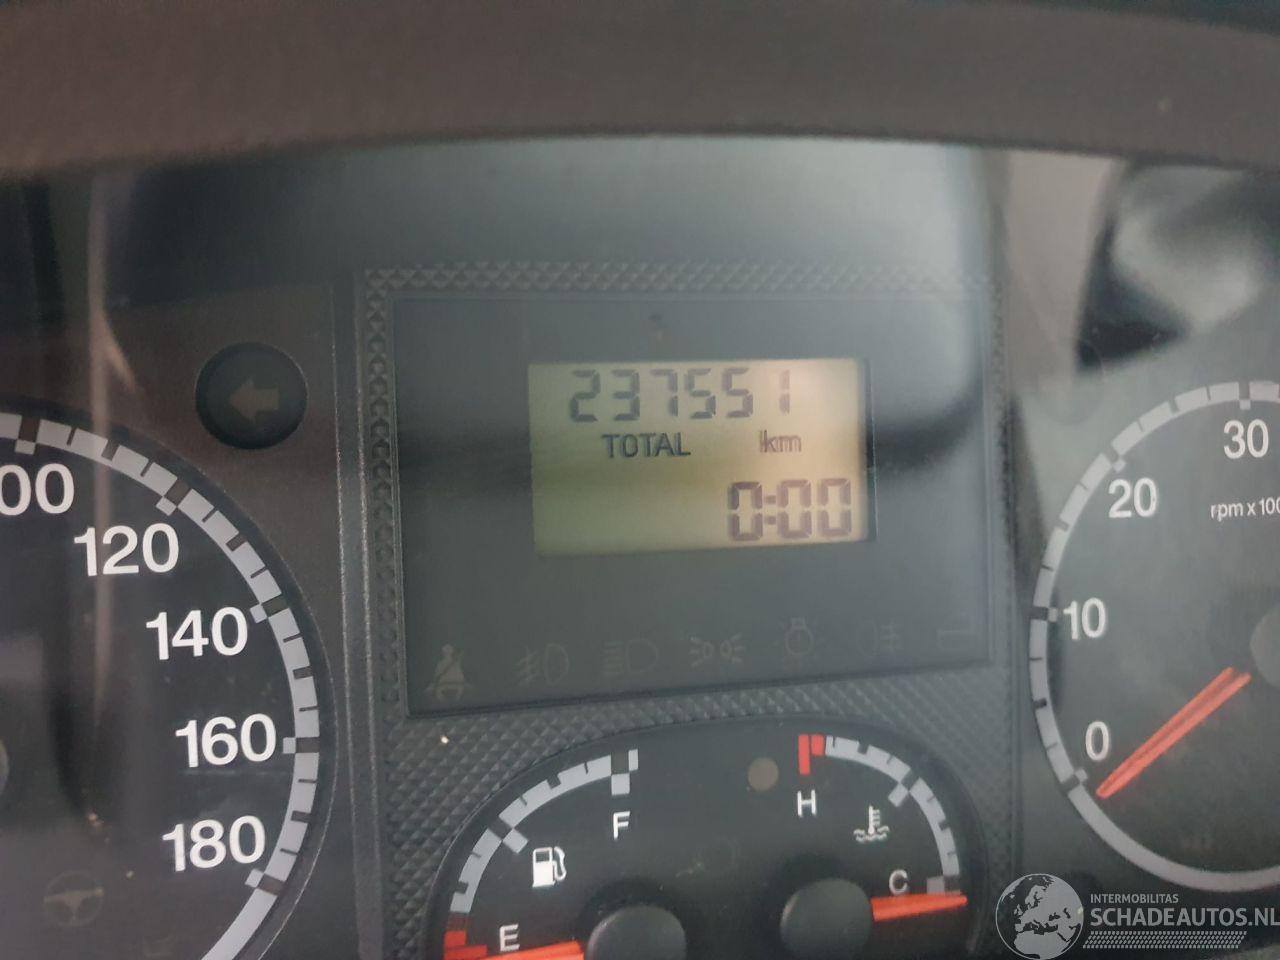 237551
TOTAL km
0:00
00
120
140
160
180
30
20
rpm x 100
10
0
F
H
E
C
INTERMOBILITAS
SCHADEAUTOS.NL